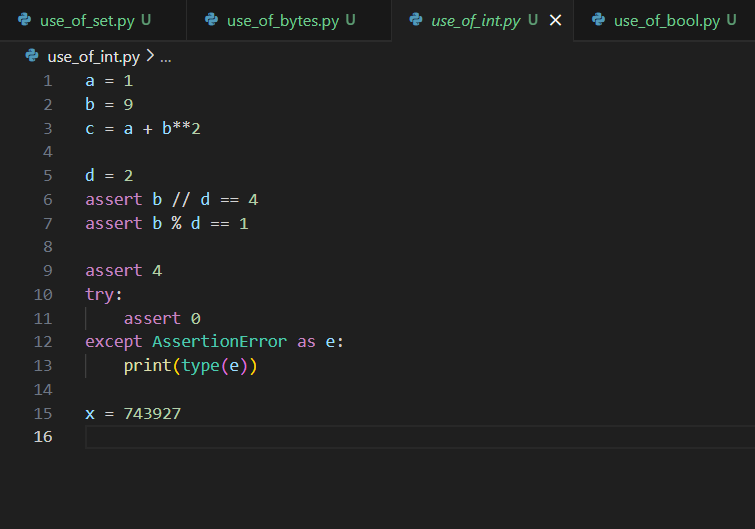 use_of_set.py U use_of_bytes.py U use_of_int.py U use_of_bool.py U
use_of_int.py > ...
1 a = 1
2 b = 9
3 c = a + b**2
4
5 d = 2
6 assert b // d == 4
7 assert b % d == 1
8
9 assert 4
10 try:
11     assert 0
12 except AssertionError as e:
13     print(type(e))
14
15 x = 743927
16